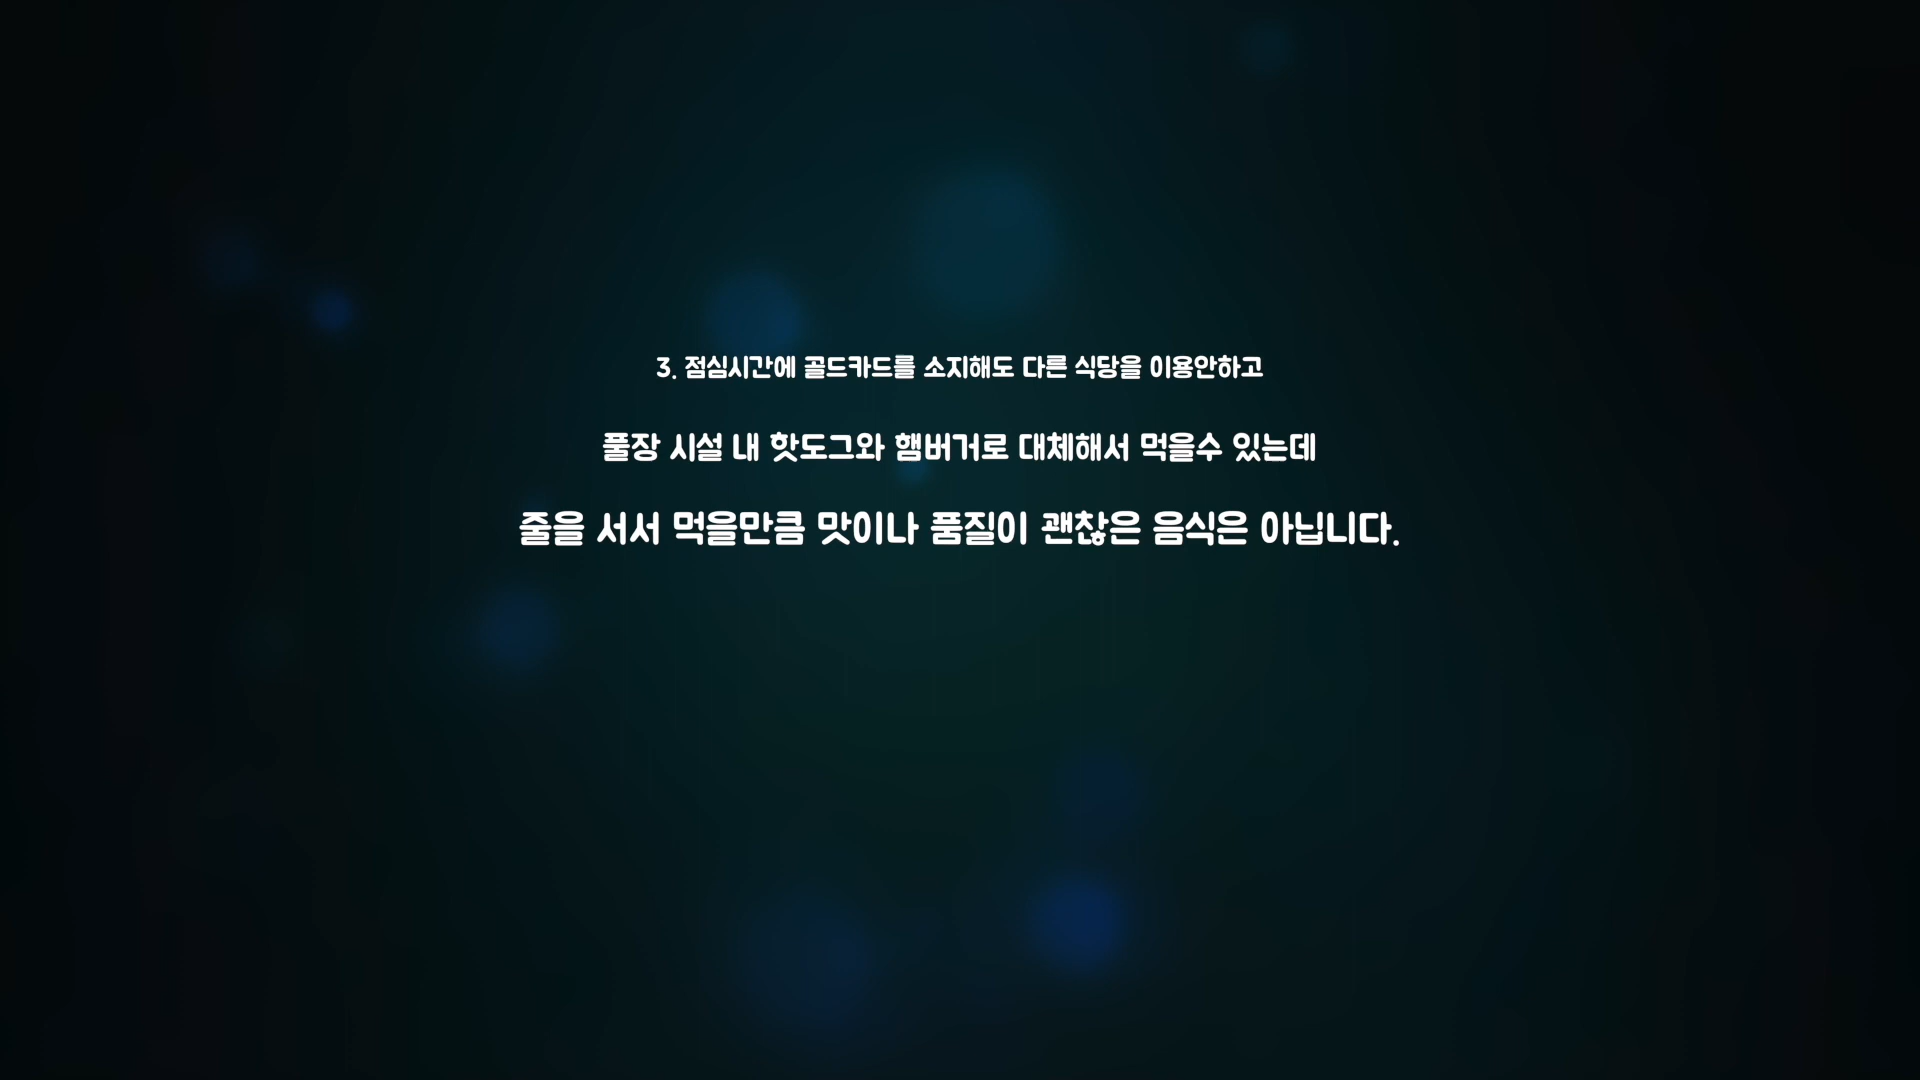 3. 점심시간에 골드카드를 소지해도 다른 식당을 이용안하고
풀장 시설 내 핫도그와 햄버거로 대체해서 먹을수 있는데
줄을 서서 먹을만큼 맛이나 품질이 괜찮은 음식은 아닙니다.